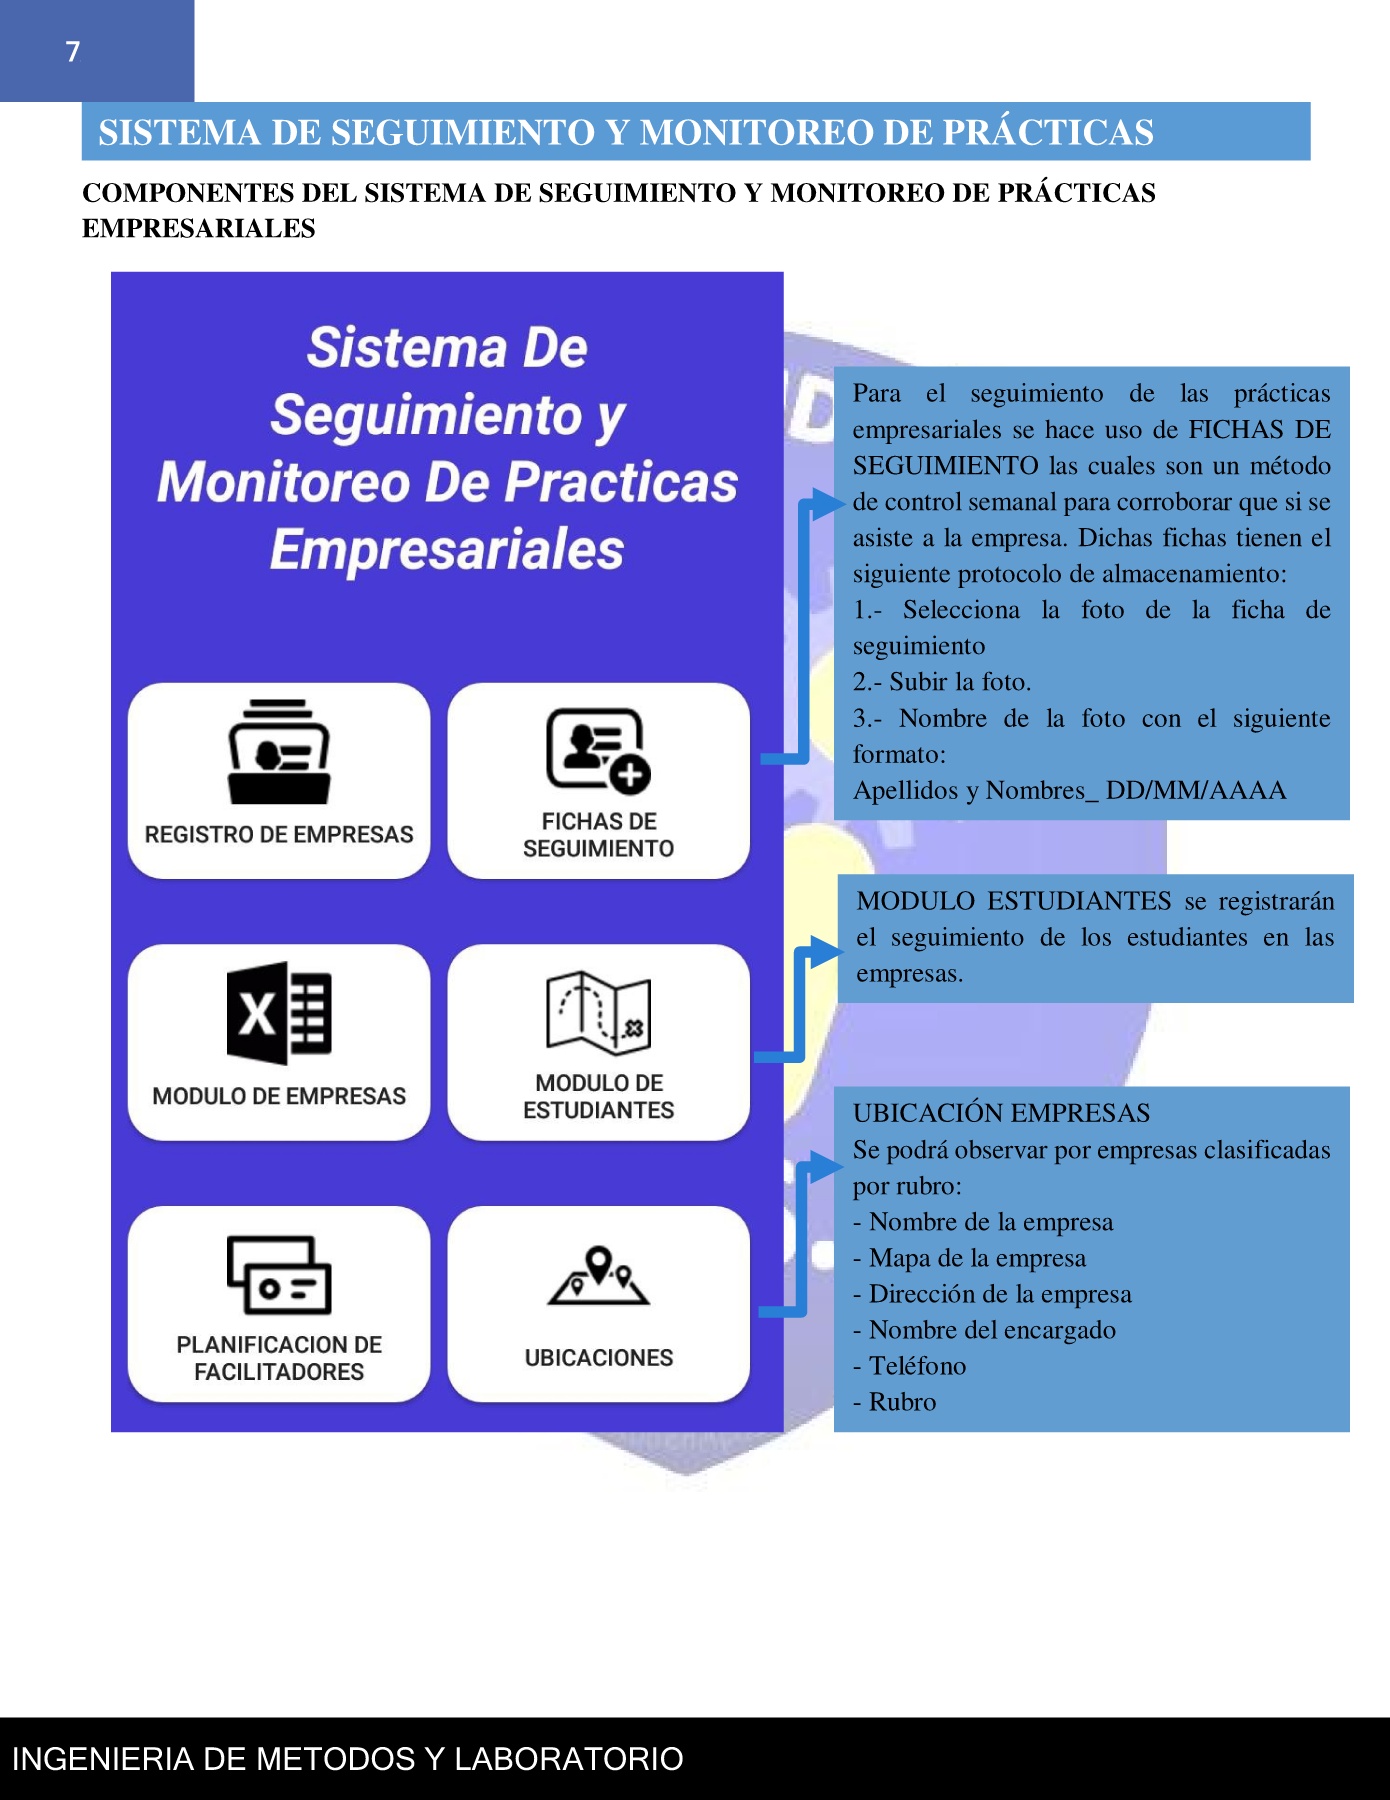 7
SISTEMA DE SEGUIMIENTO Y MONITOREO DE PRÁCTICAS
COMPONENTES DEL SISTEMA DE SEGUIMIENTO Y MONITOREO DE PRÁCTICAS
EMPRESARIALES
Sistema De
Seguimiento y
Monitoreo De Practicas
Empresariales
REGISTRO DE EMPRESAS
FICHAS DE
SEGUIMIENTO
X
MODULO DE EMPRESAS
MODULO DE
ESTUDIANTES
PLANIFICACION DE
FACILITADORES
UBICACIONES
Para el seguimiento de las prácticas
empresariales se hace uso de FICHAS DE
SEGUIMIENTO las cuales son un método
de control semanal para corroborar que si se
asiste a la empresa. Dichas fichas tienen el
siguiente protocolo de almacenamiento:
1.- Selecciona la foto de la ficha de
seguimiento
2.- Subir la foto.
3.- Nombre de la foto con el siguiente
formato:
Apellidos y Nombres_ DD/MM/AAAA
MODULO ESTUDIANTES se registrarán
el seguimiento de los estudiantes en las
empresas.
UBICACIÓN EMPRESAS
Se podrá observar por empresas clasificadas
por rubro:
- Nombre de la empresa
- Mapa de la empresa
- Dirección de la empresa
- Nombre del encargado
- Teléfono
- Rubro
INGENIERIA DE METODOS Y LABORATORIO